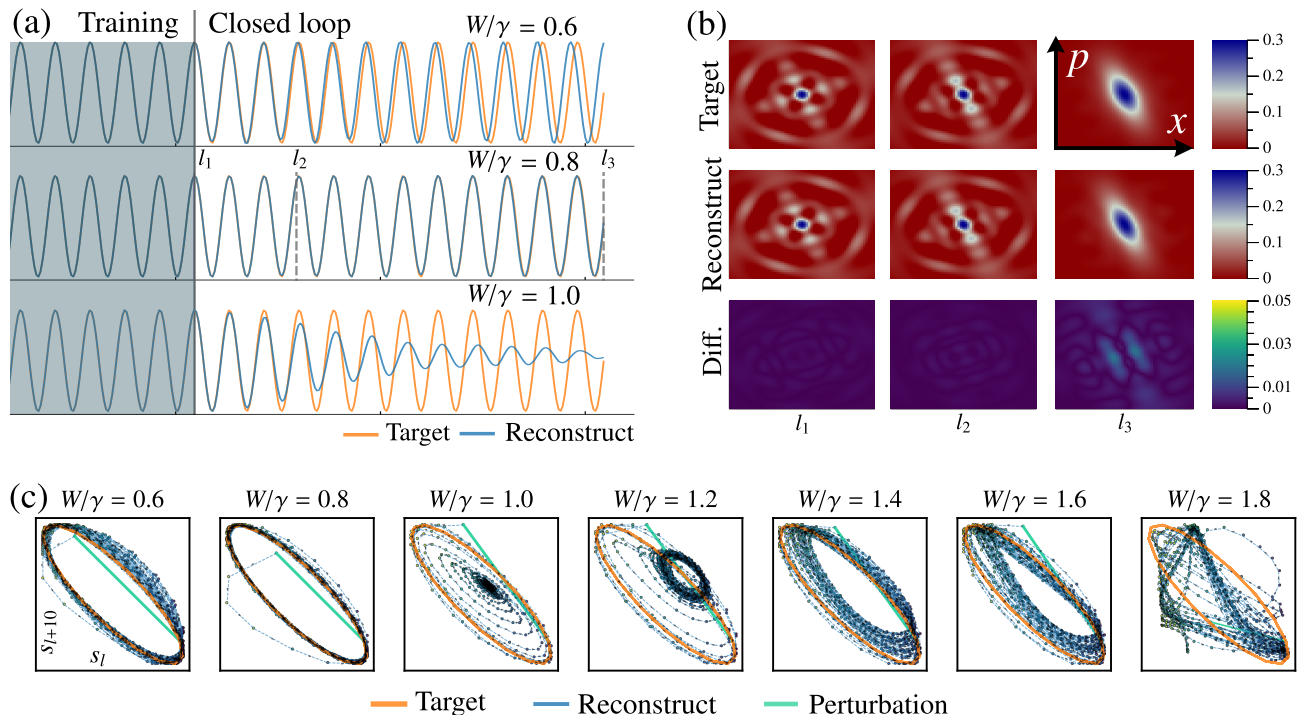 (a)
Training Closed loop
W/γ = 0.6
l₁ l₂ l₃
W/γ = 0.8
W/γ = 1.0
Target Reconstruct
(b)
Target
p
x
0.3
0.2
0.1
0
Reconstruct
0.3
0.2
0.1
0
Diff.
0.05
0.03
0.01
0
l₁ l₂ l₃
(c)
W/γ = 0.6 W/γ = 0.8 W/γ = 1.0 W/γ = 1.2 W/γ = 1.4 W/γ = 1.6 W/γ = 1.8
sₗ₊₁₀
sₗ
Target Reconstruct Perturbation